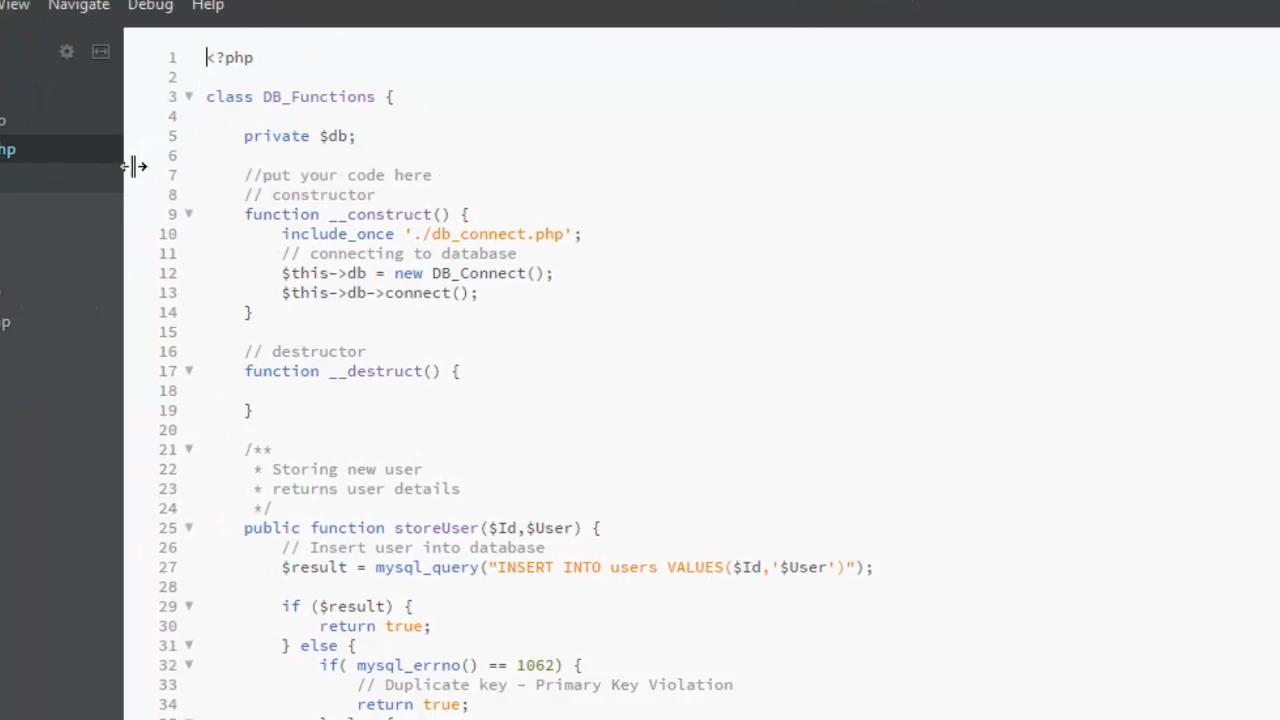 View Navigate Debug Help
1 <?php
2
3 class DB_Functions {
4
5 private $db;
6
7 //put your code here
8 // constructor
9 function __construct() {
10 include_once './db_connect.php';
11 // connecting to database
12 $this->db = new DB_Connect();
13 $this->db->connect();
14 }
15
16 // destructor
17 function __destruct() {
18
19 }
20
21 /**
22 * Storing new user
23 * returns user details
24 */
25 public function storeUser($Id,$User) {
26 // Insert user into database
27 $result = mysql_query("INSERT INTO users VALUES($Id,'$User')");
28
29 if ($result) {
30 return true;
31 } else {
32 if( mysql_errno() == 1062) {
33 // Duplicate key – Primary Key Violation
34 return true;